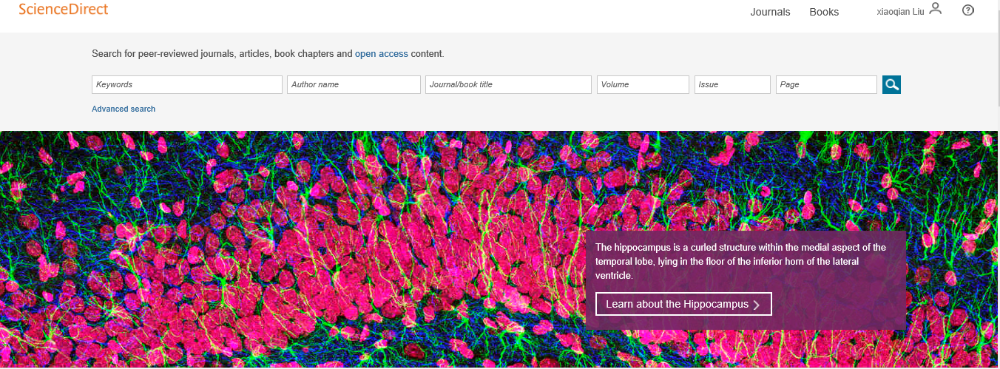 ScienceDirect
Journals Books xiaoqian Liu ?
Search for peer-reviewed journals, articles, book chapters and open access content.
Keywords Author name Journal/book title Volume Issue Page
Advanced search
The hippocampus is a curled structure within the medial aspect of the
temporal lobe, lying in the floor of the inferior horn of the lateral
ventricle.
Learn about the Hippocampus